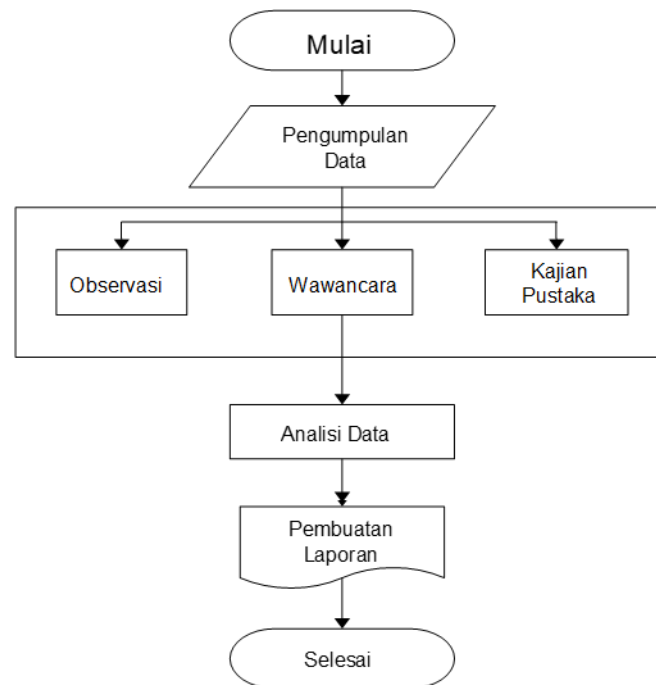 Mulai
Pengumpulan
Data
Observasi
Wawancara
Kajian
Pustaka
Analisi Data
Pembuatan
Laporan
Selesai